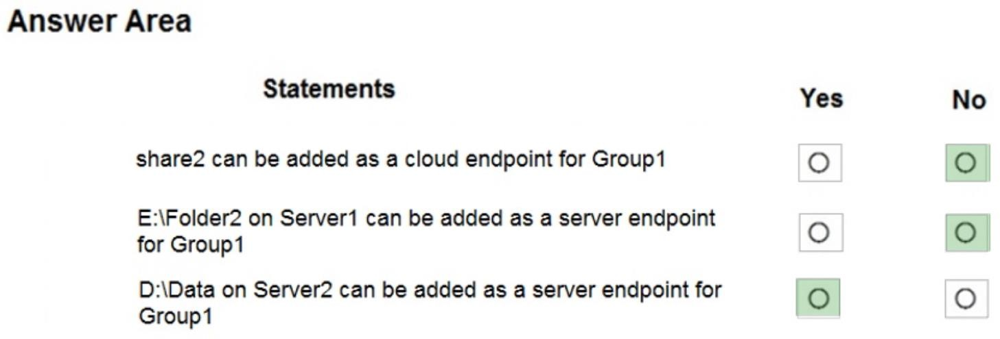 Answer Area
Statements Yes No
share2 can be added as a cloud endpoint for Group1
E:\Folder2 on Server1 can be added as a server endpoint
for Group1
D:\Data on Server2 can be added as a server endpoint for
Group1